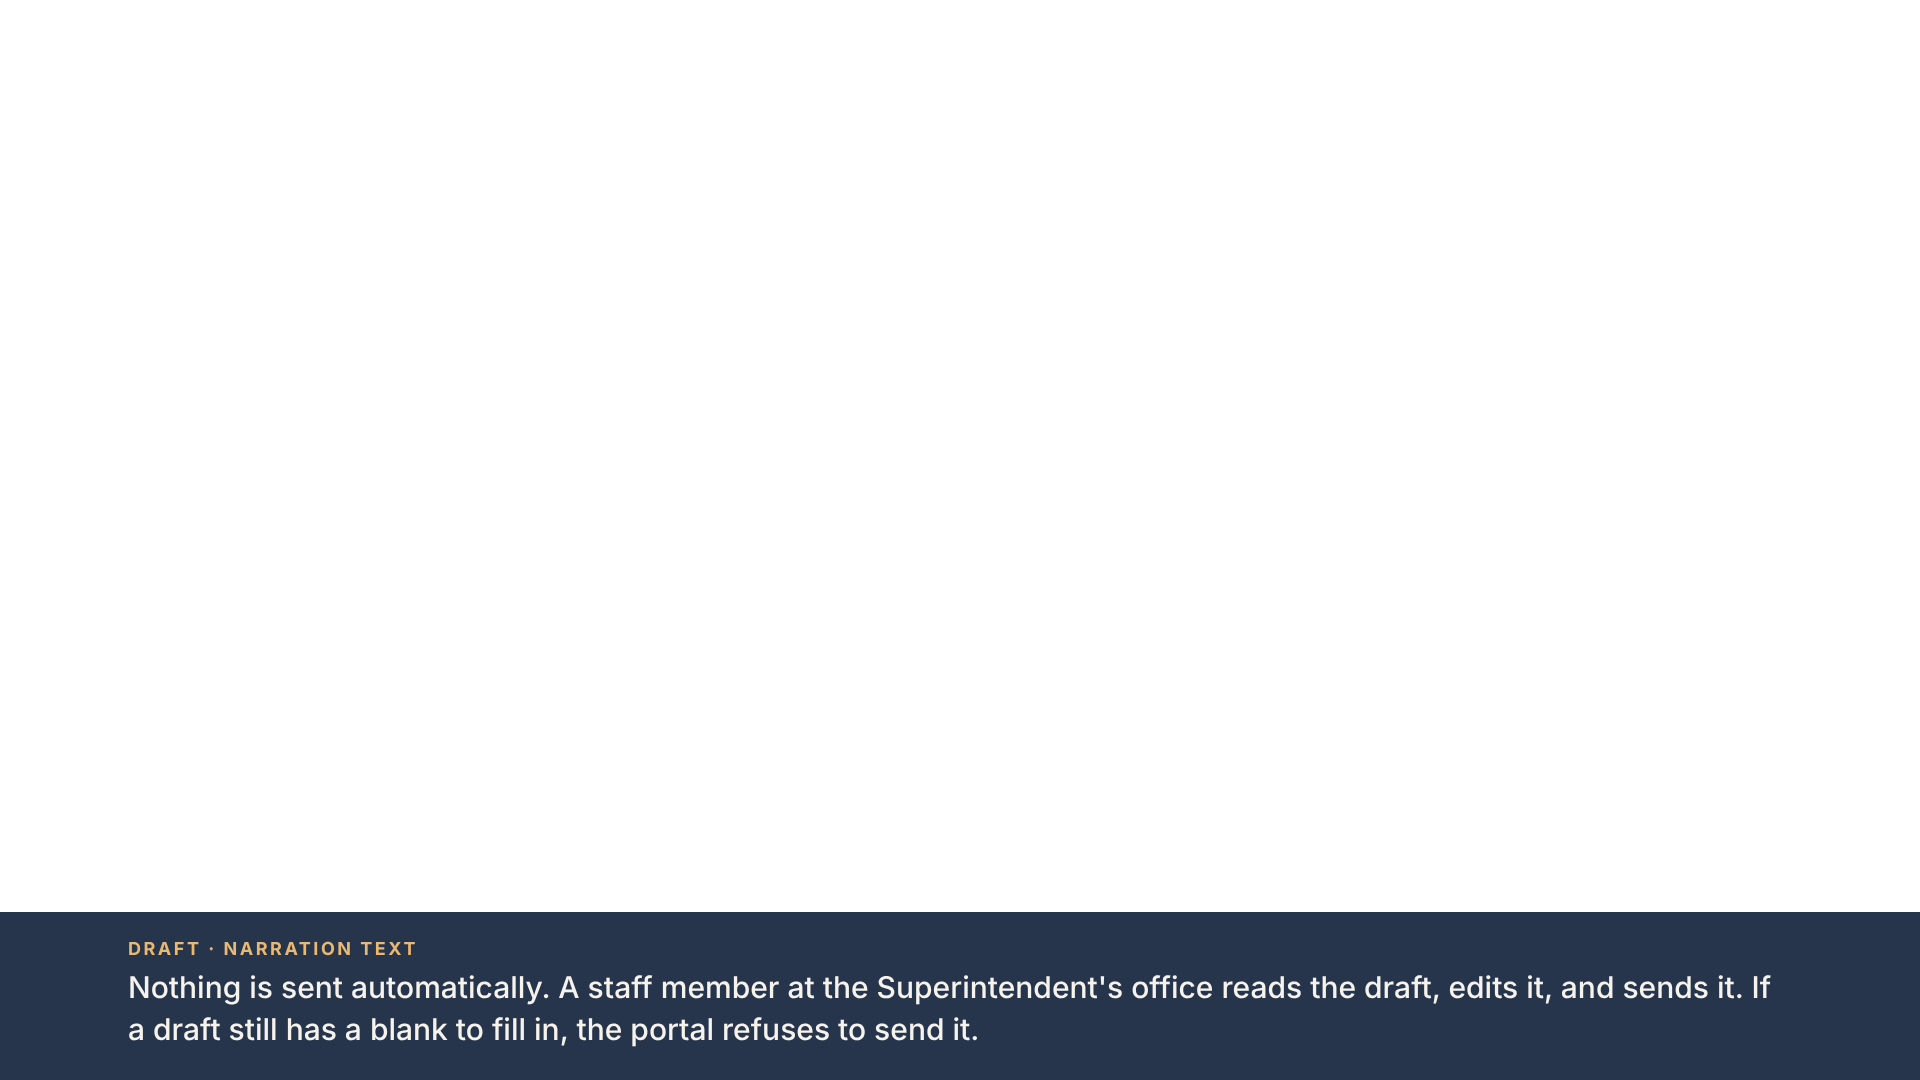 DRAFT · NARRATION TEXT
Nothing is sent automatically. A staff member at the Superintendent's office reads the draft, edits it, and sends it. If
a draft still has a blank to fill in, the portal refuses to send it.